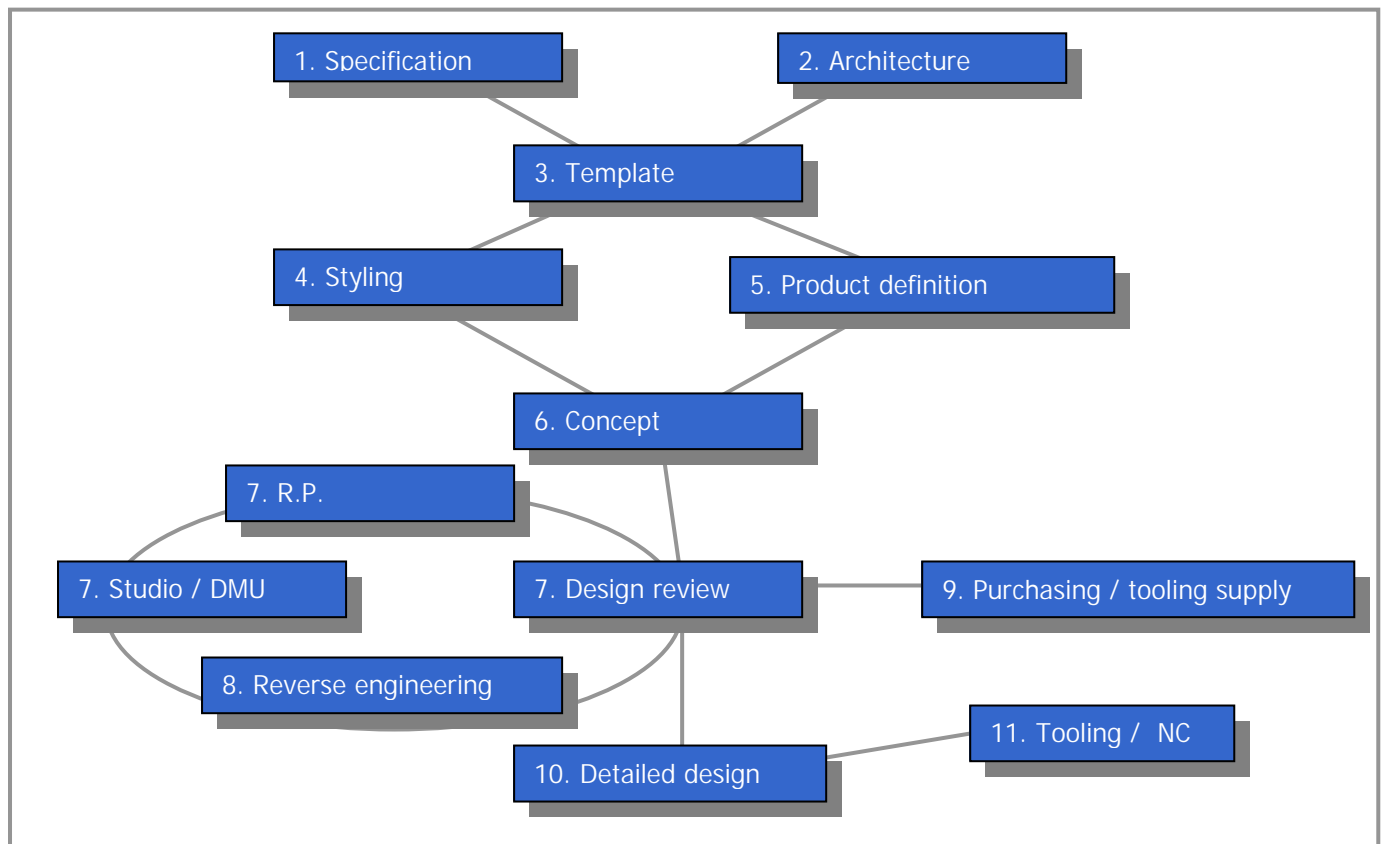 1. Specification
2. Architecture
3. Template
4. Styling
5. Product definition
6. Concept
7. R.P.
7. Studio / DMU
7. Design review
9. Purchasing / tooling supply
8. Reverse engineering
11. Tooling / NC
10. Detailed design